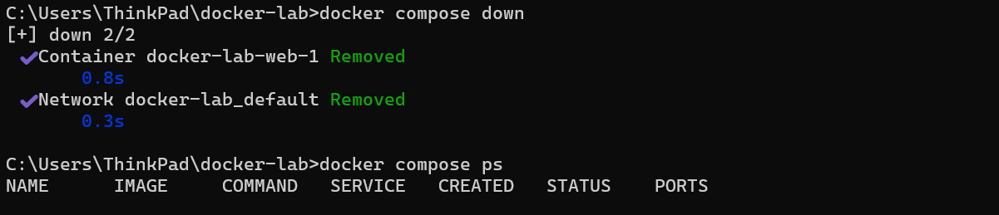 C:\Users\ThinkPad\docker-lab>docker compose down
[+] down 2/2
✔Container docker-lab-web-1 Removed
0.8s
✔Network docker-lab_default Removed
0.3s
C:\Users\ThinkPad\docker-lab>docker compose ps
NAME      IMAGE     COMMAND   SERVICE   CREATED   STATUS    PORTS